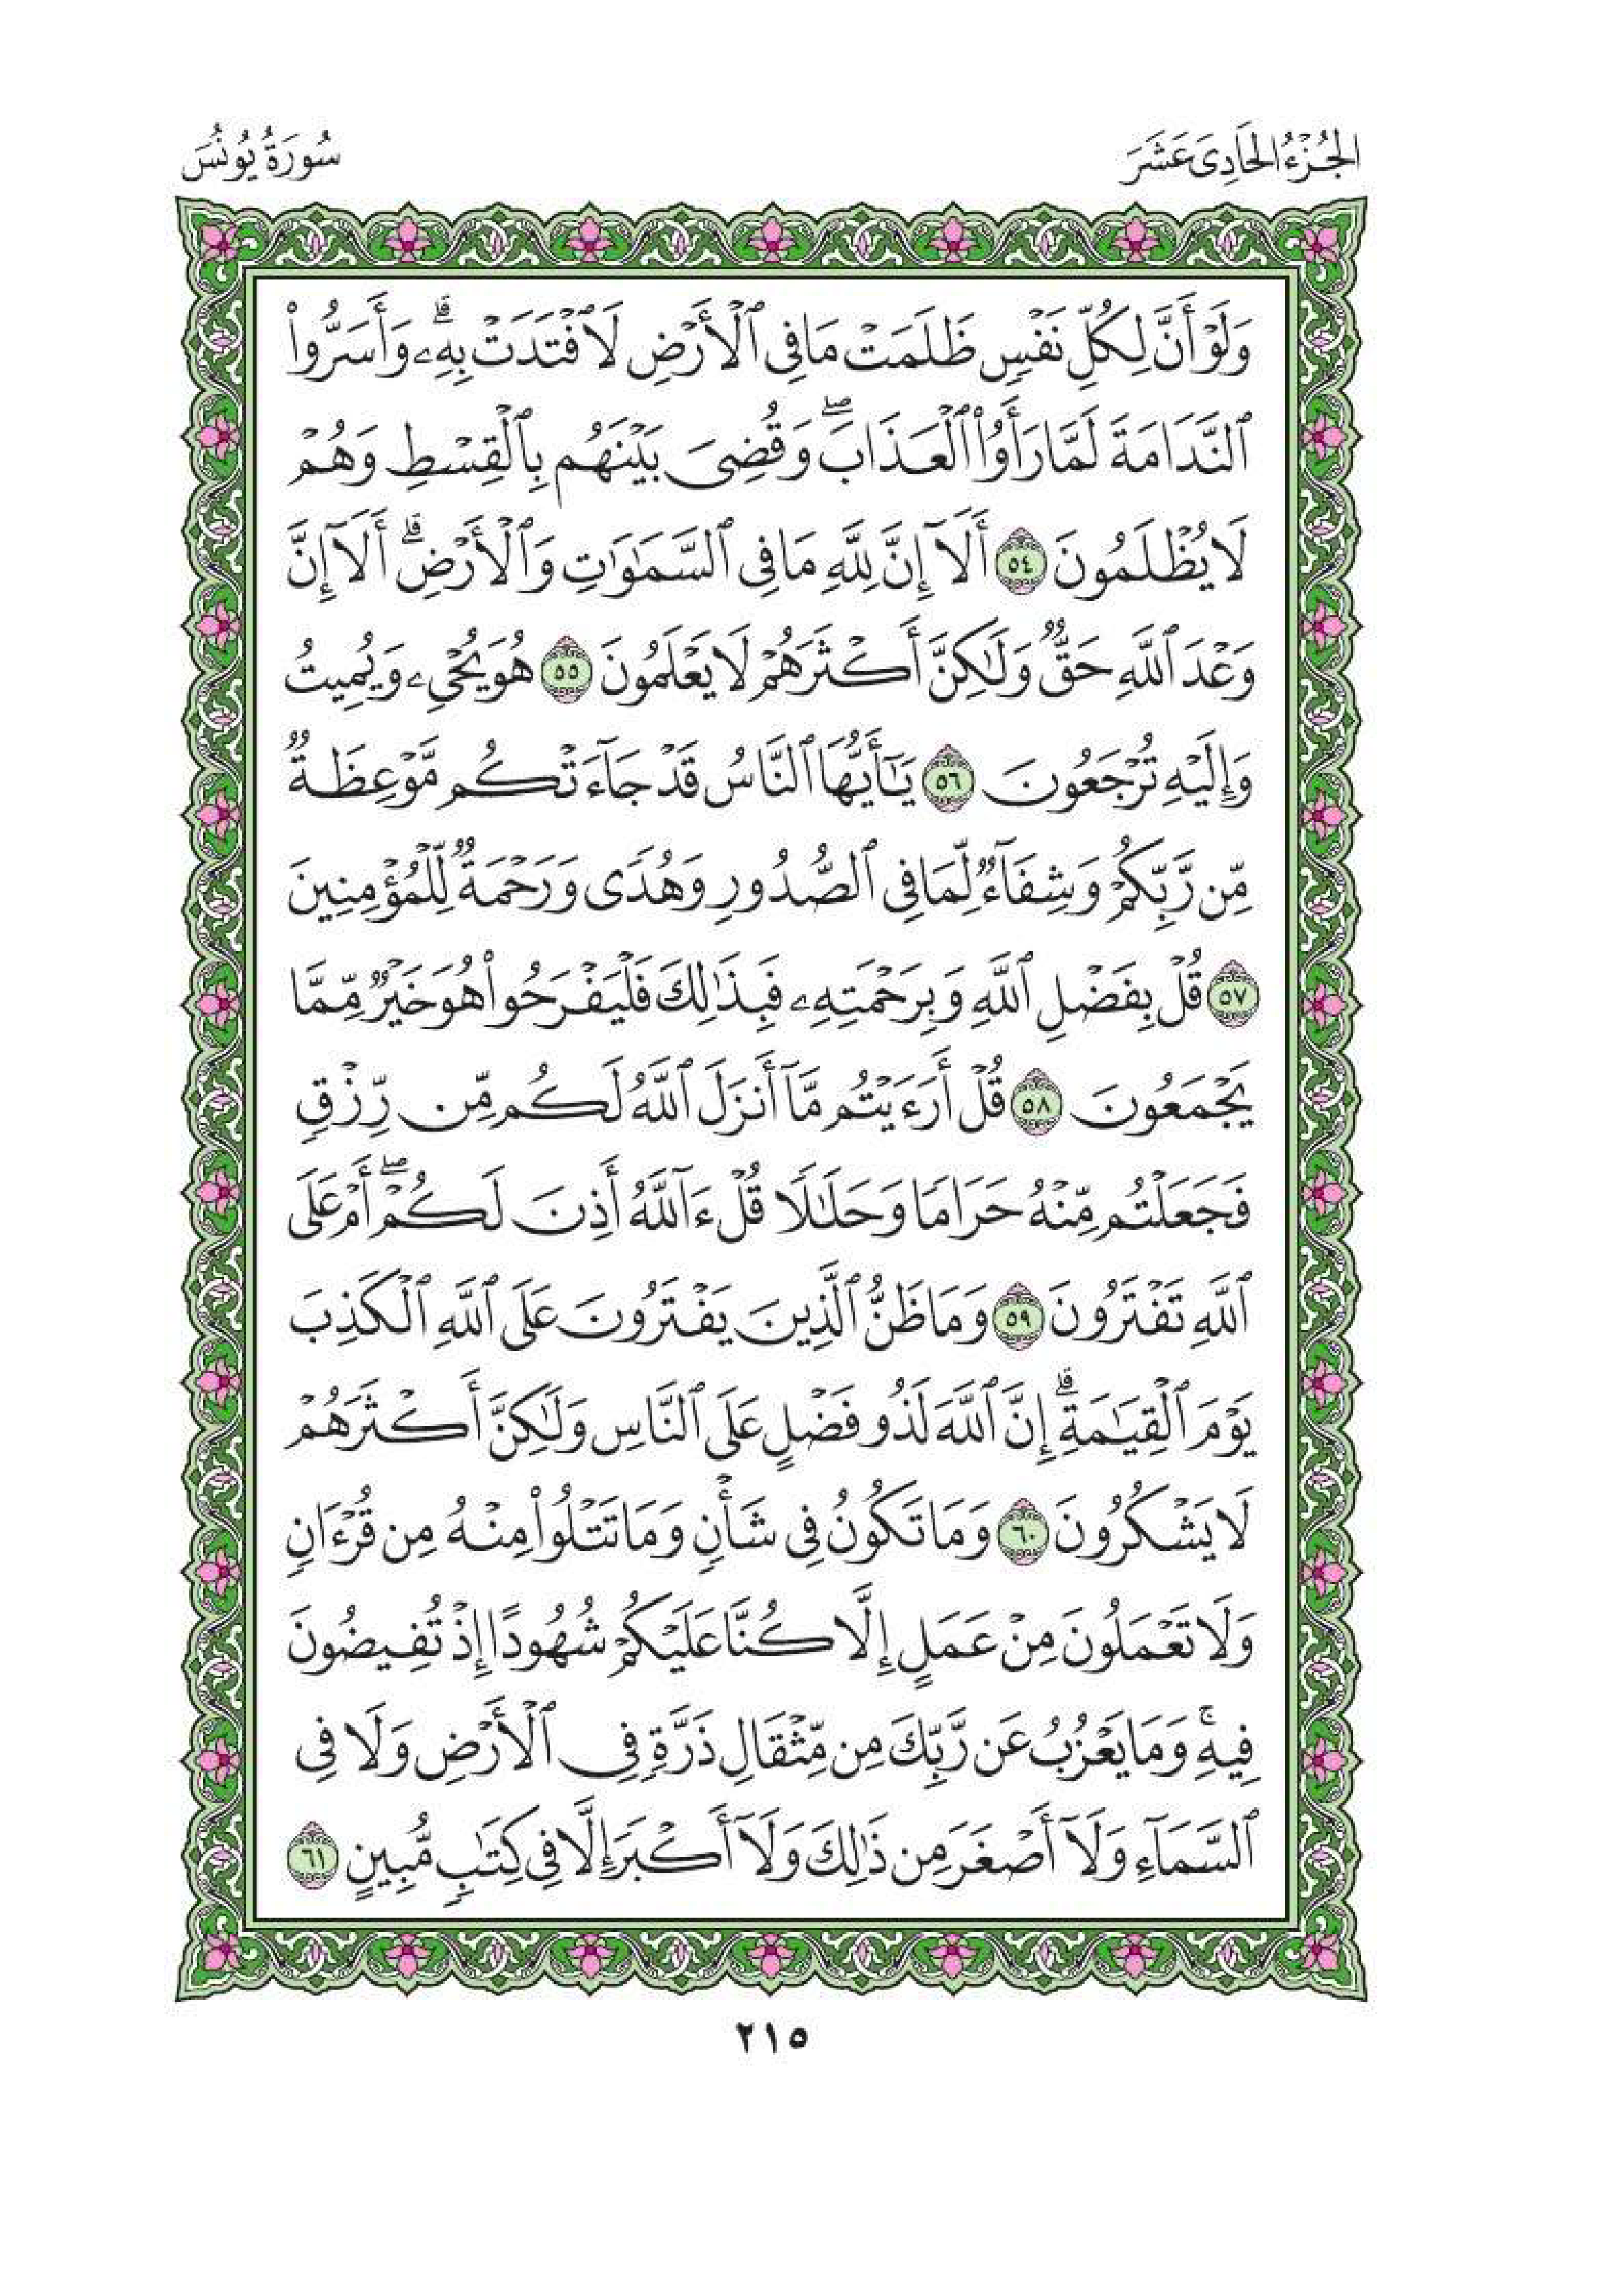 الجُزْءُ الحَادِى عَشَرَ
سُورَةُ يُونُسَ
وَلَوْ أَنَّ لِكُلِّ نَفْسٍ ظَلَمَتْ مَا فِى ٱلْأَرْضِ لَٱفْتَدَتْ بِهِۦ ۗ وَأَسَرُّوا۟
ٱلنَّدَامَةَ لَمَّا رَأَوُا۟ ٱلْعَذَابَ ۖ وَقُضِىَ بَيْنَهُم بِٱلْقِسْطِ وَهُمْ
لَا يُظْلَمُونَ ٥٤ أَلَآ إِنَّ لِلَّهِ مَا فِى ٱلسَّمَـٰوَٰتِ وَٱلْأَرْضِ ۗ أَلَآ إِنَّ
وَعْدَ ٱللَّهِ حَقٌّ وَلَـٰكِنَّ أَكْثَرَهُمْ لَا يَعْلَمُونَ ٥٥ هُوَ يُحْىِۦ وَيُمِيتُ
وَإِلَيْهِ تُرْجَعُونَ ٥٦ يَـٰٓأَيُّهَا ٱلنَّاسُ قَدْ جَآءَتْكُم مَّوْعِظَةٌ
مِّن رَّبِّكُمْ وَشِفَآءٌ لِّمَا فِى ٱلصُّدُورِ وَهُدًى وَرَحْمَةٌ لِّلْمُؤْمِنِينَ
٥٧ قُلْ بِفَضْلِ ٱللَّهِ وَبِرَحْمَتِهِۦ فَبِذَٰلِكَ فَلْيَفْرَحُوا۟ هُوَ خَيْرٌ مِّمَّا
يَجْمَعُونَ ٥٨ قُلْ أَرَءَيْتُم مَّآ أَنزَلَ ٱللَّهُ لَكُم مِّن رِّزْقٍ
فَجَعَلْتُم مِّنْهُ حَرَامًا وَحَلَـٰلًا قُلْ ءَآللَّهُ أَذِنَ لَكُمْ ۖ أَمْ عَلَى
ٱللَّهِ تَفْتَرُونَ ٥٩ وَمَا ظَنُّ ٱلَّذِينَ يَفْتَرُونَ عَلَى ٱللَّهِ ٱلْكَذِبَ
يَوْمَ ٱلْقِيَـٰمَةِ ۗ إِنَّ ٱللَّهَ لَذُو فَضْلٍ عَلَى ٱلنَّاسِ وَلَـٰكِنَّ أَكْثَرَهُمْ
لَا يَشْكُرُونَ ٦٠ وَمَا تَكُونُ فِى شَأْنٍ وَمَا تَتْلُوا۟ مِنْهُ مِن قُرْءَانٍ
وَلَا تَعْمَلُونَ مِنْ عَمَلٍ إِلَّا كُنَّا عَلَيْكُمْ شُهُودًا إِذْ تُفِيضُونَ
فِيهِ ۚ وَمَا يَعْزُبُ عَن رَّبِّكَ مِن مِّثْقَالِ ذَرَّةٍ فِى ٱلْأَرْضِ وَلَا فِى
ٱلسَّمَآءِ وَلَآ أَصْغَرَ مِن ذَٰلِكَ وَلَآ أَكْبَرَ إِلَّا فِى كِتَـٰبٍ مُّبِينٍ ٦١
٢١٥